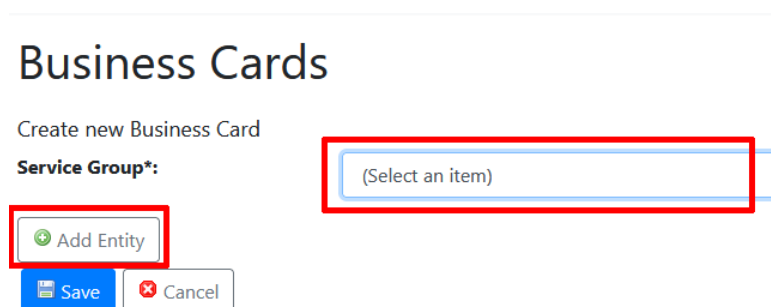 Business Cards
Create new Business Card
Service Group*:
(Select an item)
Add Entity
Save Cancel